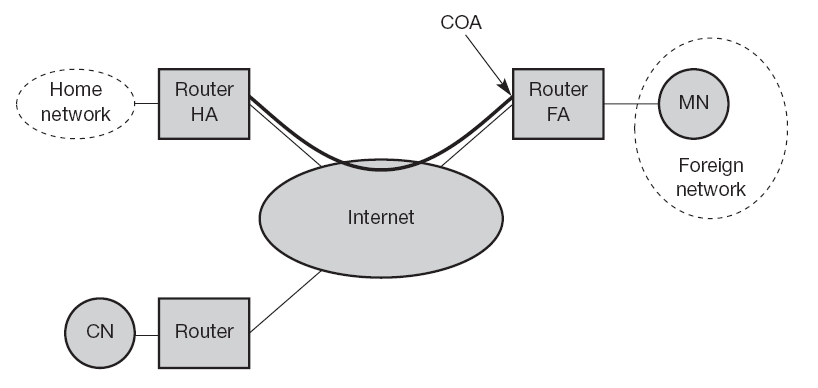 COA
Home
network
Router
HA
Router
FA
MN
Foreign
network
Internet
CN
Router